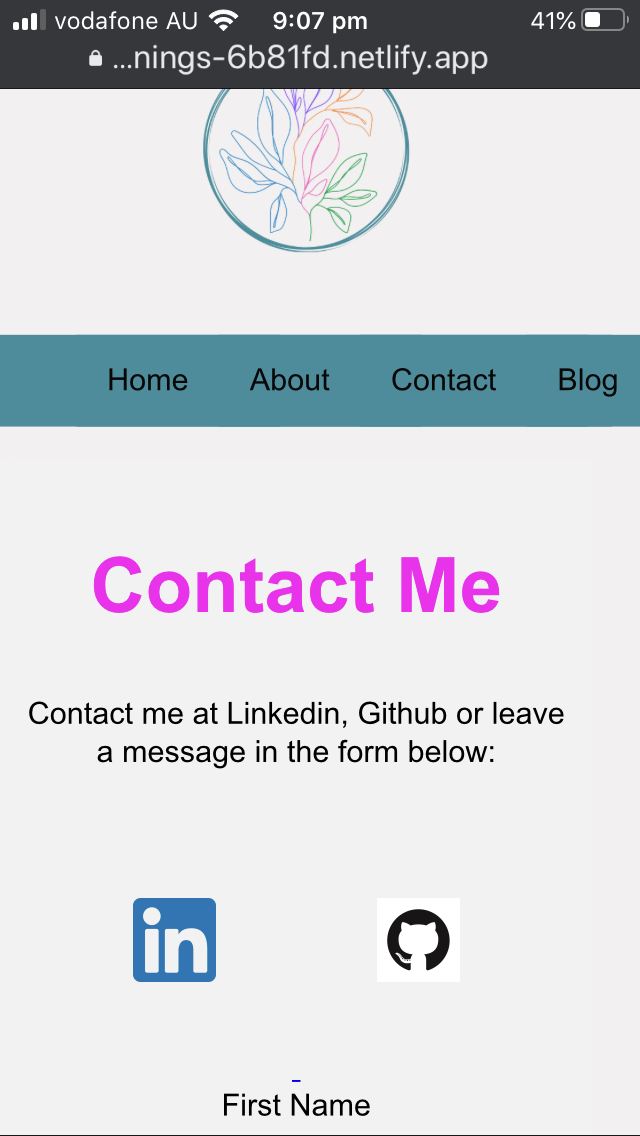 vodafone AU 9:07 pm 41%
...nings-6b81fd.netlify.app
Home About Contact Blog
Contact Me
Contact me at Linkedin, Github or leave
a message in the form below:
in
First Name